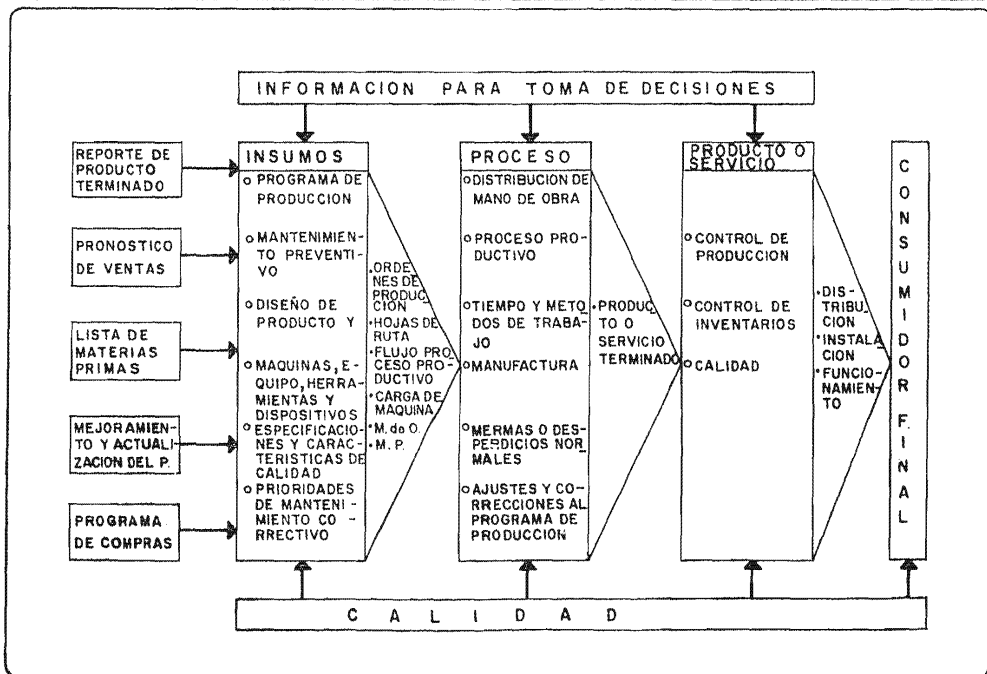 INFORMACION PARA TOMA DE DECISIONES
REPORTE DE
PRODUCTO
TERMINADO
PRONOSTICO
DE VENTAS
LISTA DE
MATERIAS
PRIMAS
MEJORAMIEN-
TO Y ACTUALI-
ZACION DEL P.
PROGRAMA
DE COMPRAS
INSUMOS
PROGRAMA DE
PRODUCCION
MANTENIMIEN-
TO PREVENTI-
VO
DISEÑO DE
PRODUCTO Y
MAQUINAS, E-
QUIPO, HERRA-
MIENTAS Y
DISPOSITIVOS
ESPECIFICACIO-
NES Y CARAC-
TERISTICAS DE
CALIDAD
PRIORIDADES
DE MANTENI-
MIENTO CO-
RRECTIVO
ORDE-
NES DE
PRODUC-
CIÓN
HOJAS DE
RUTA
FLUJO PRO-
CESO PRO-
DUCTIVO
CARGA DE
MAQUINA
M. de O.
M. P.
PROCESO
DISTRIBUCION DE
MANO DE OBRA
PROCESO PRO-
DUCTIVO
TIEMPO Y METO-
DOS DE TRABA-
JO
MANUFACTURA
MERMAS O DES-
PERDICIOS NOR-
MALES
AJUSTES Y CO-
RRECCIONES AL
PROGRAMA DE
PRODUCCION
PRODUC-
TO O
SERVICIO
TERMINADO
PRODUCTO O
SERVICIO
CONTROL DE
PRODUCCION
CONTROL DE
INVENTARIOS
CALIDAD
DIS-
TRIBU-
CION
INSTALA-
CION
FUNCIO-
NAMIEN-
TO
CONSUMIDOR FINAL
CALIDAD